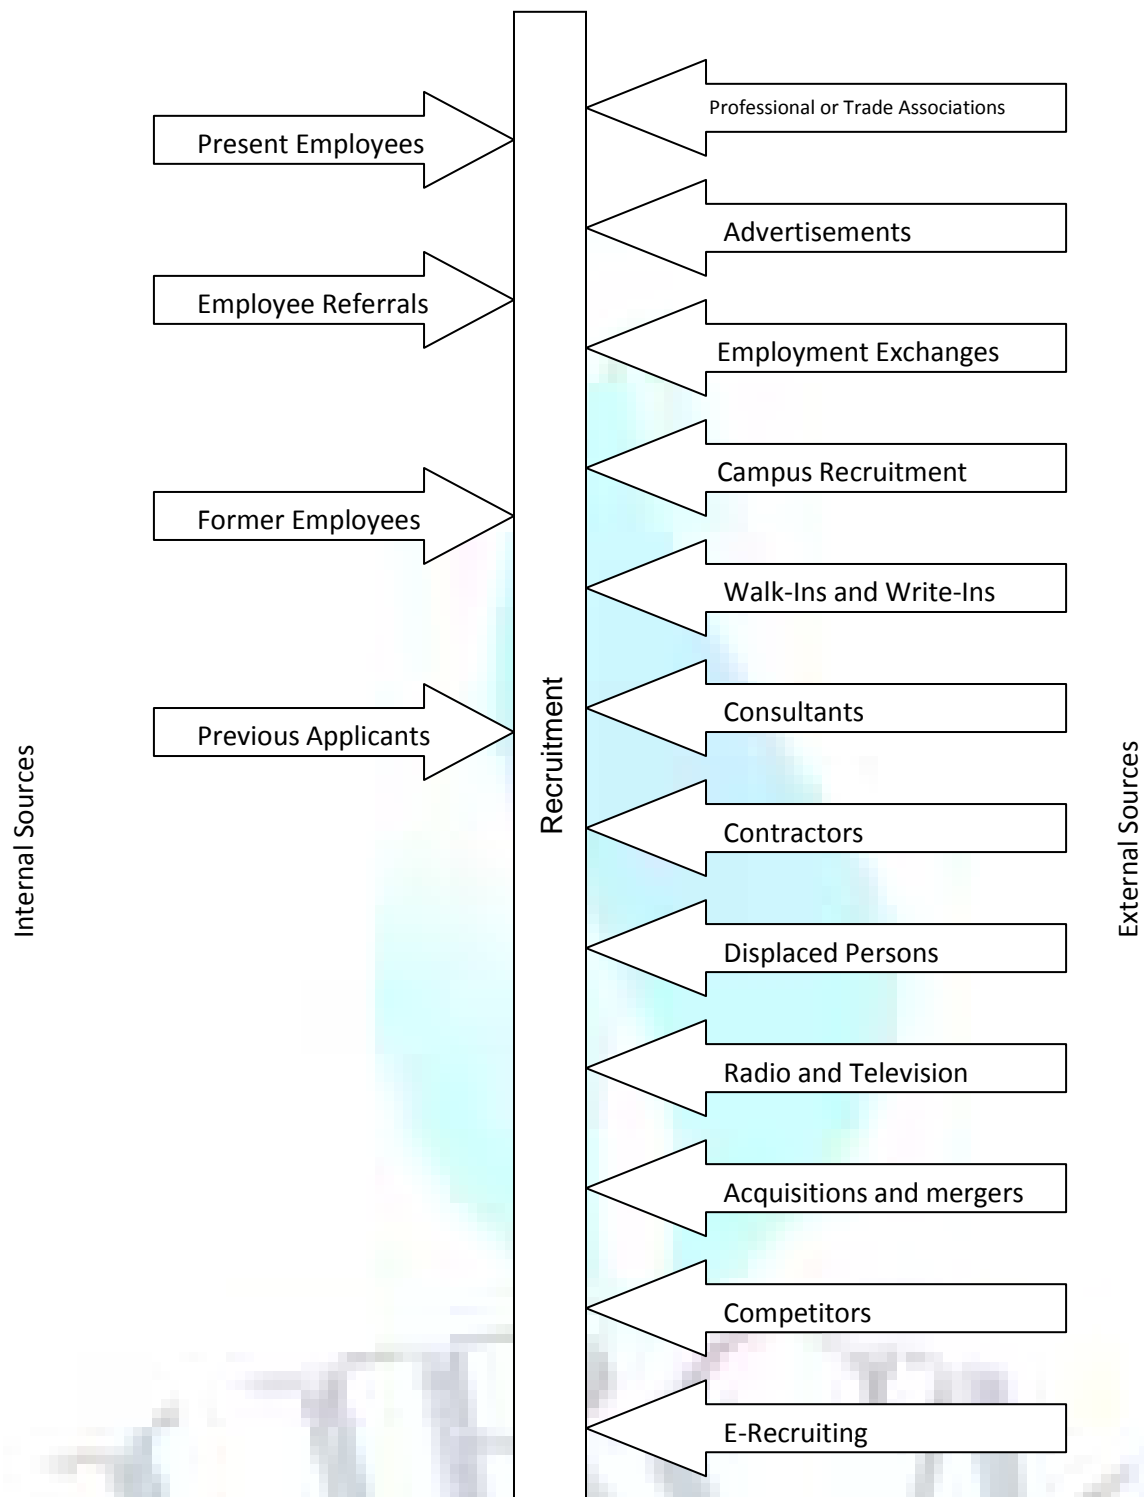 Internal Sources
Present Employees
Employee Referrals
Former Employees
Previous Applicants
Recruitment
Professional or Trade Associations
Advertisements
Employment Exchanges
Campus Recruitment
Walk-Ins and Write-Ins
Consultants
Contractors
Displaced Persons
Radio and Television
Acquisitions and mergers
Competitors
E-Recruiting
External Sources